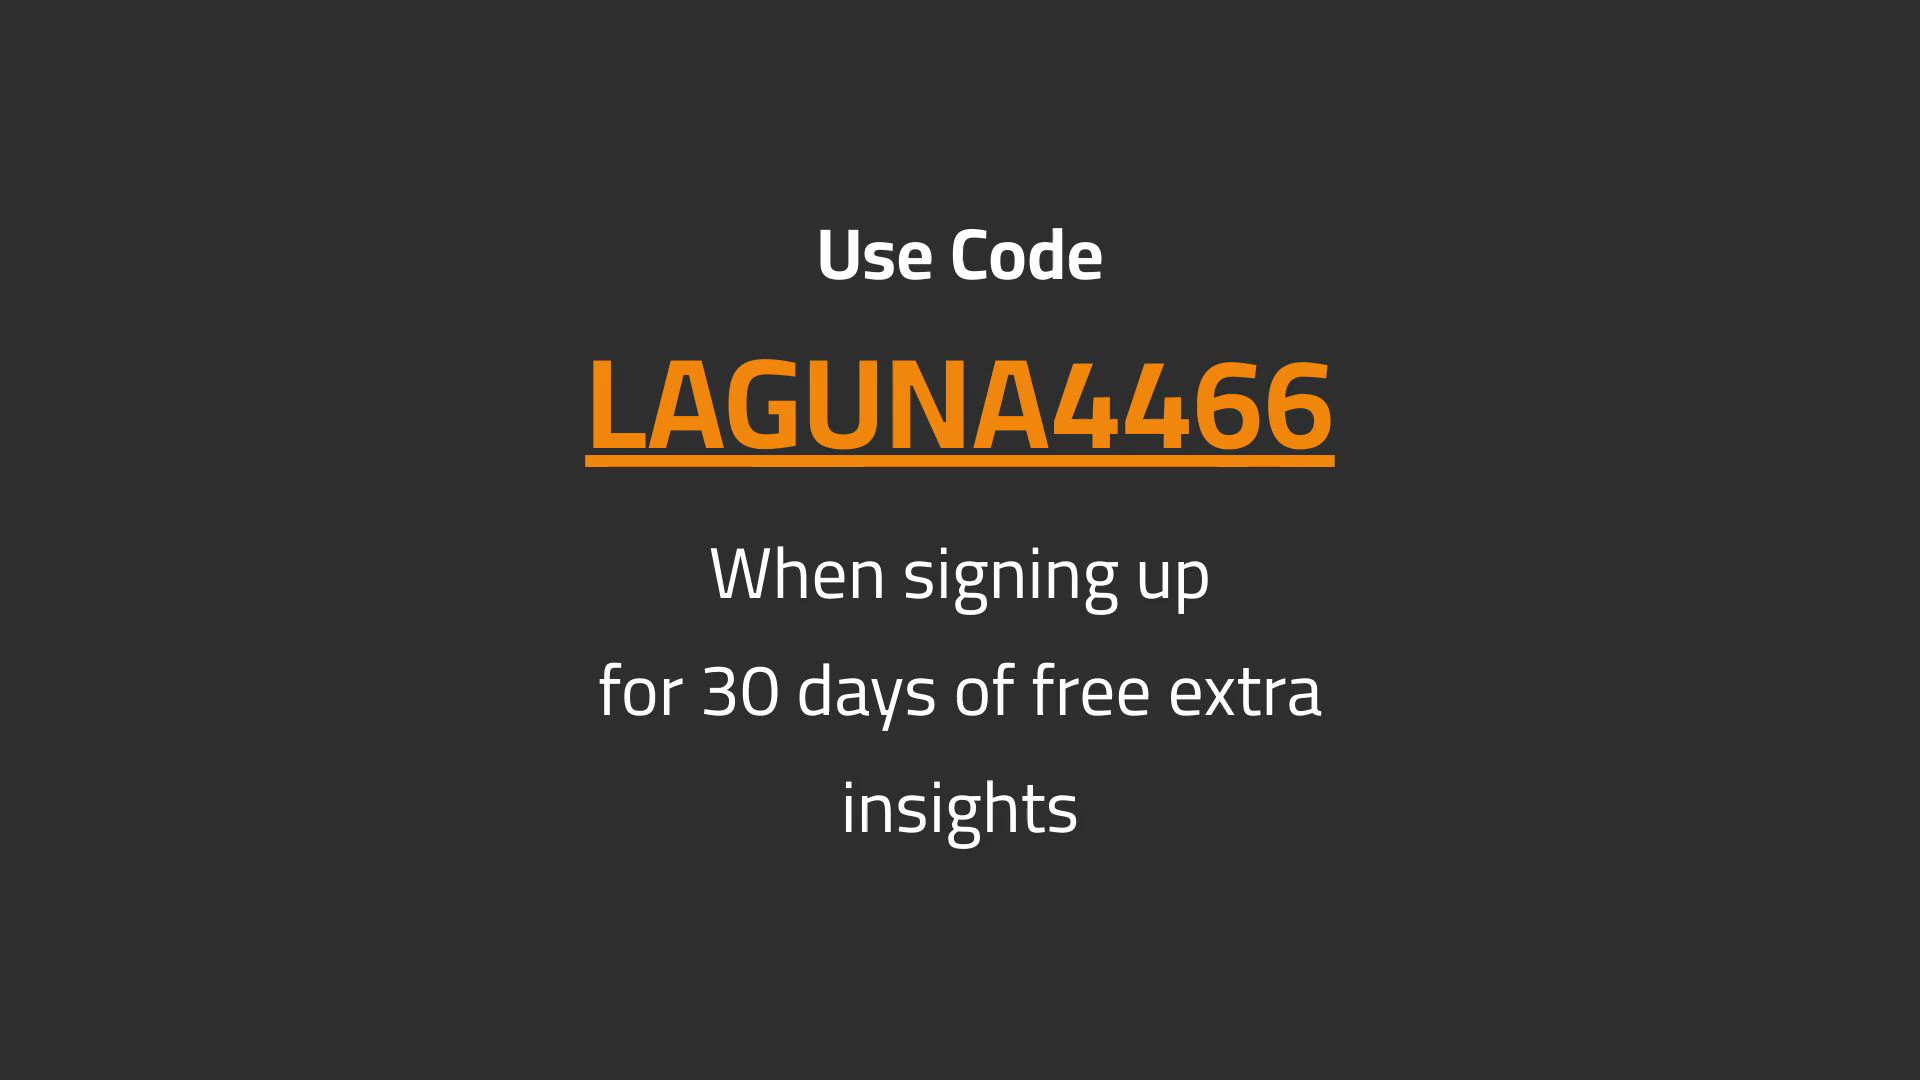 Use Code
LAGUNA4466
When signing up
for 30 days of free extra
insights